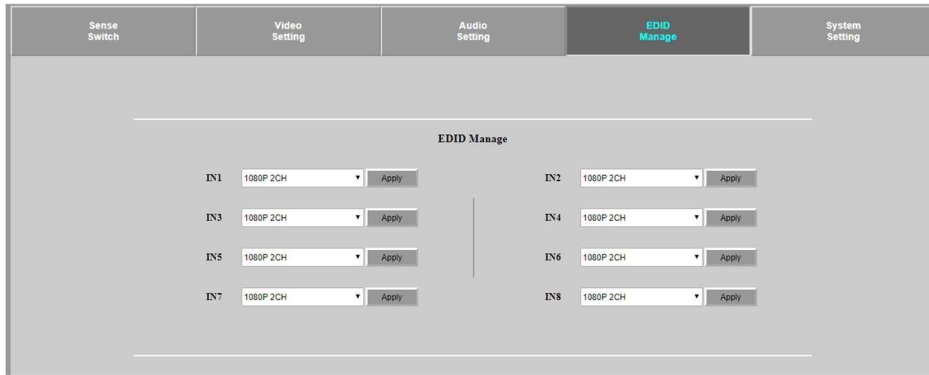 Sense
Switch
Video
Setting
Audio
Setting
EDID
Manage
System
Setting
EDID Manage
IN1 1080P 2CH Apply IN2 1080P 2CH Apply
IN3 1080P 2CH Apply IN4 1080P 2CH Apply
IN5 1080P 2CH Apply IN6 1080P 2CH Apply
IN7 1080P 2CH Apply IN8 1080P 2CH Apply